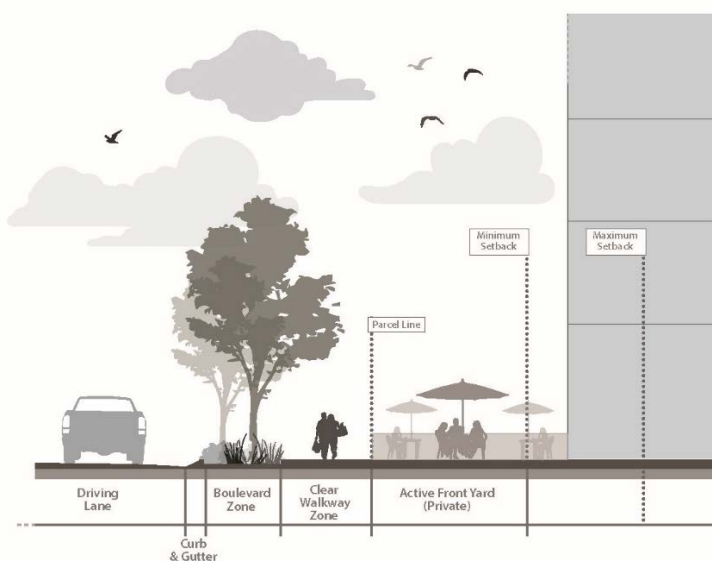 Minimum
Setback
Maximum
Setback
Parcel Line
Driving
Lane
Curb
& Gutter
Boulevard
Zone
Clear
Walkway
Zone
Active Front Yard
(Private)